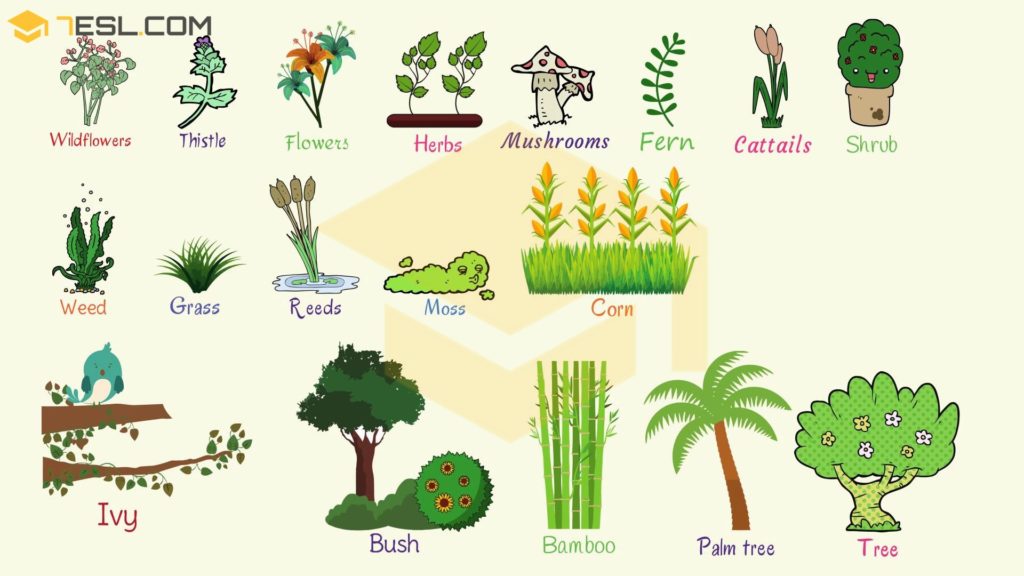 7ESL.COM
Wildflowers
Thistle
Flowers
Herbs
Mushrooms
Fern
Cattails
Shrub
Weed
Grass
Reeds
Moss
Corn
Ivy
Bush
Bamboo
Palm tree
Tree